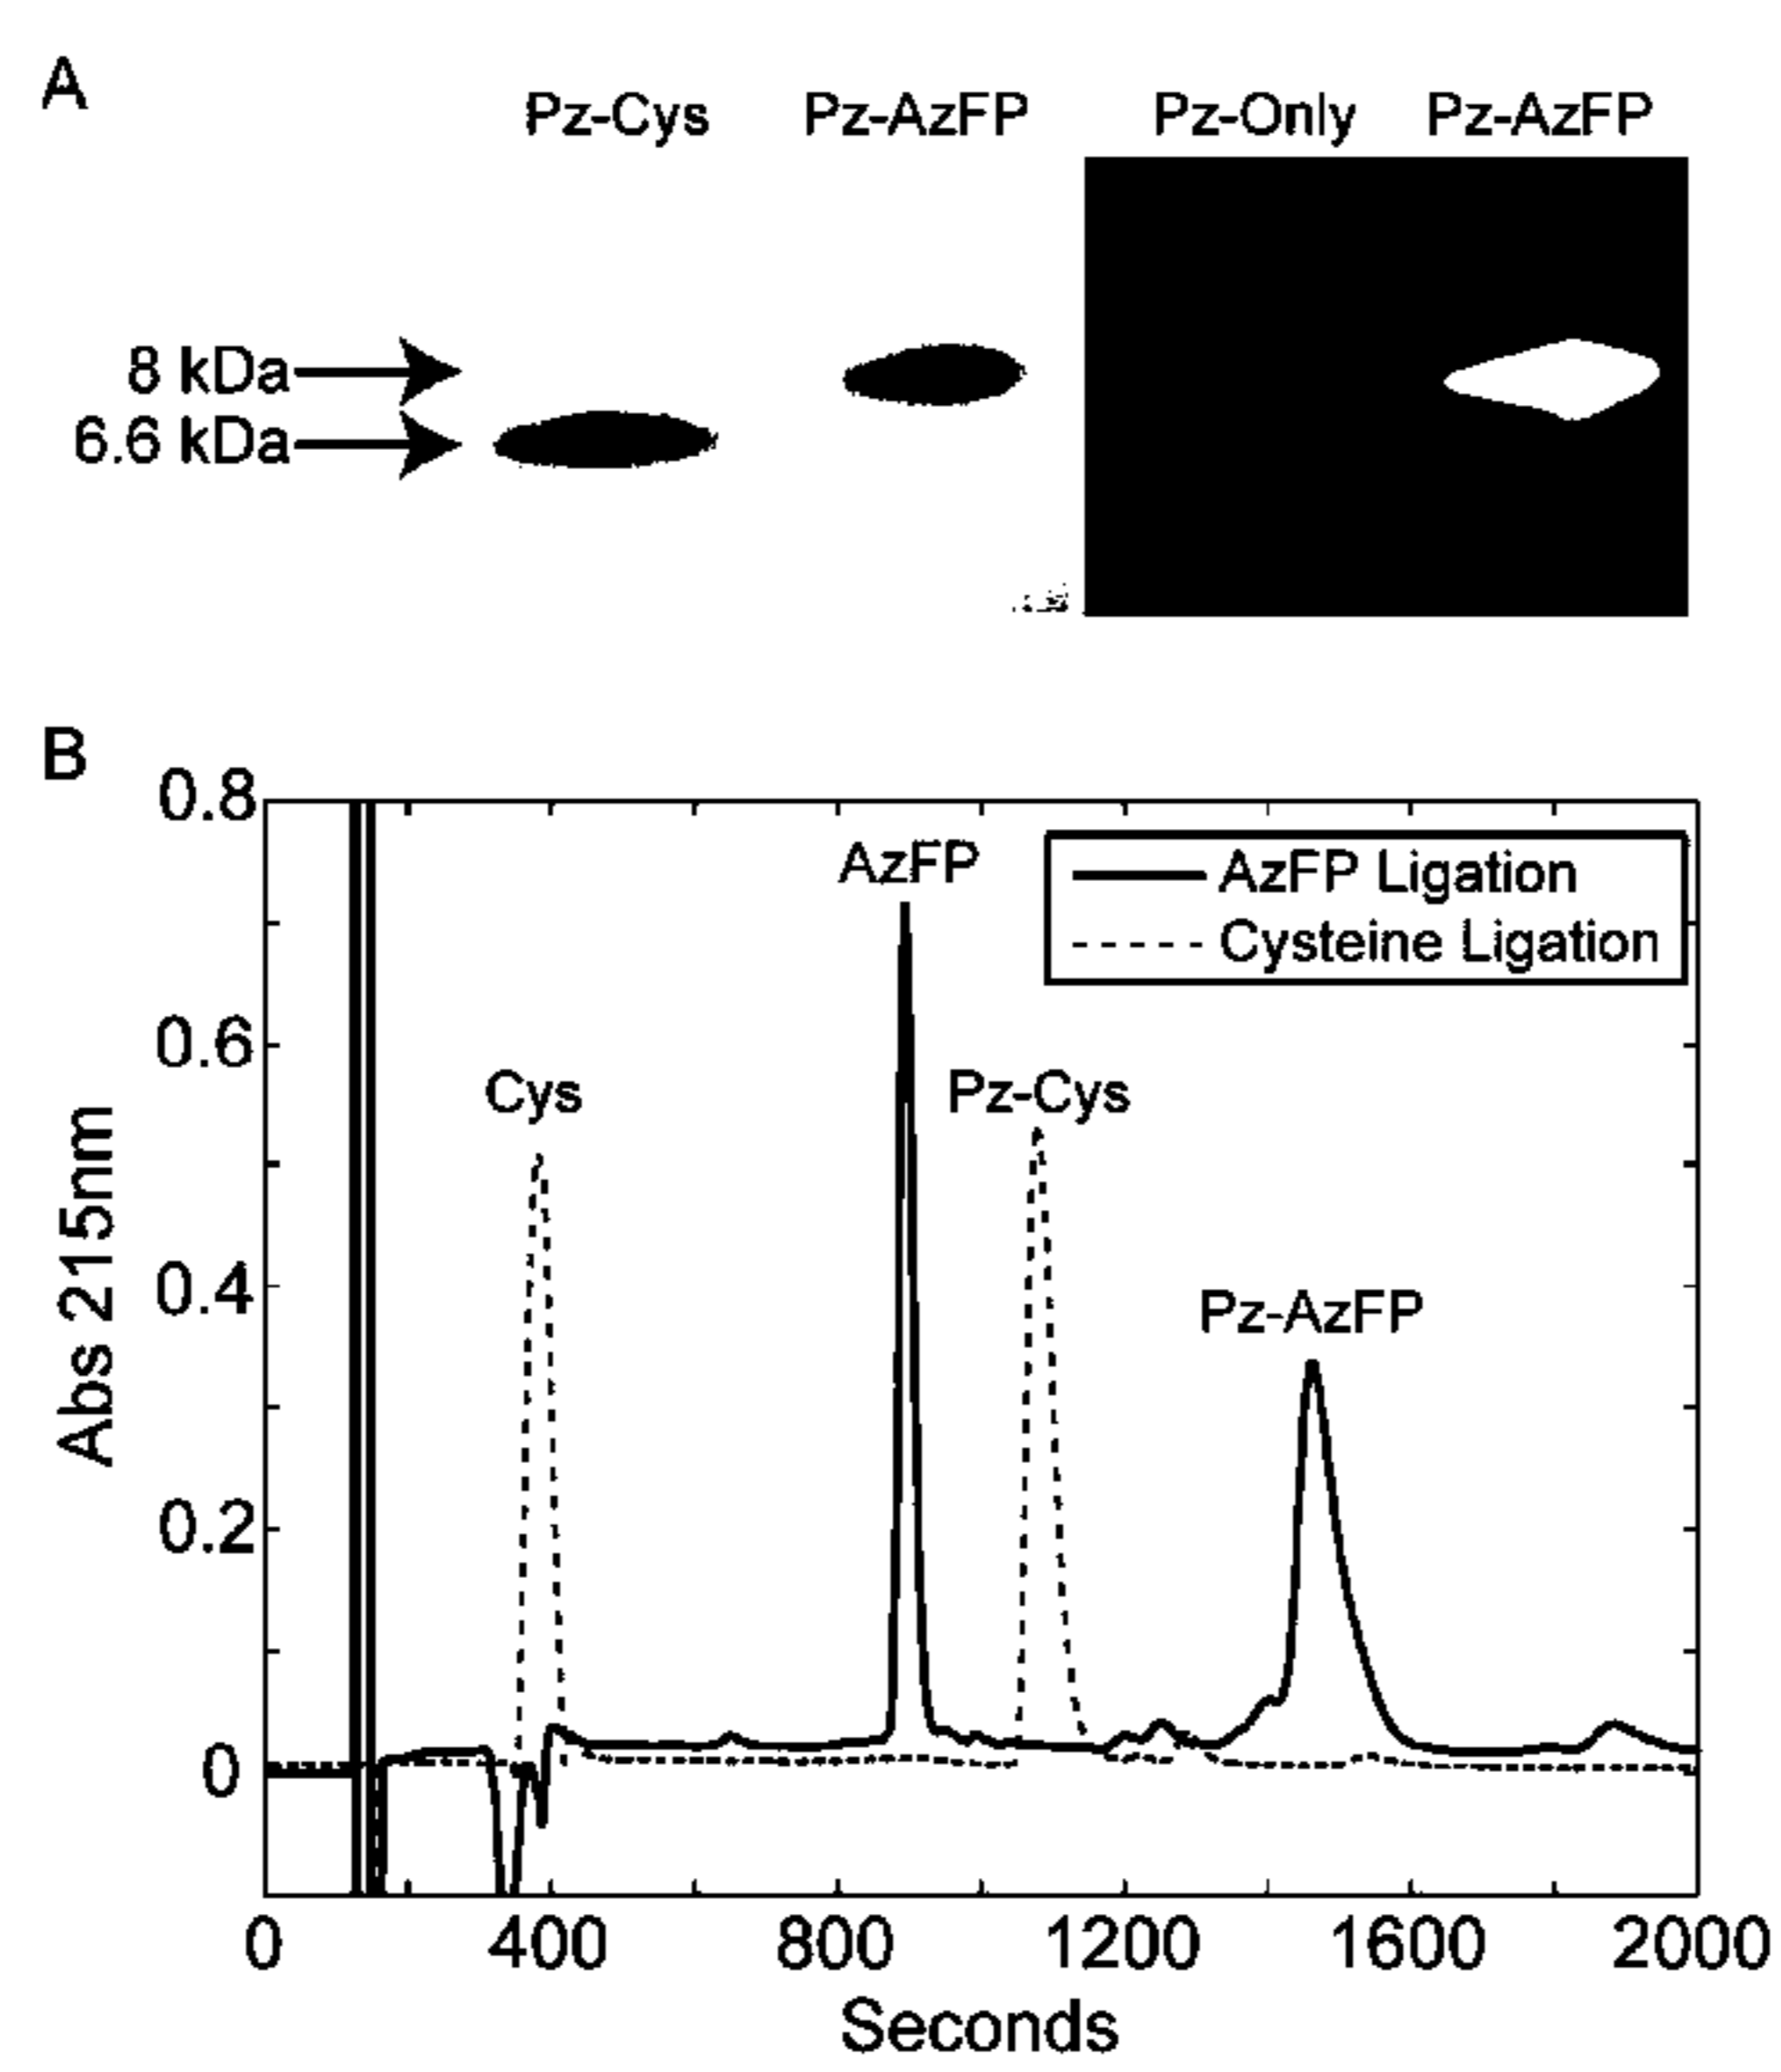 A
Pz-Cys Pz-AzFP Pz-Only Pz-AzFP
8 kDa
6.6 kDa
B
0.8
0.6
0.4
0.2
0
Abs 215nm
AzFP
AzFP Ligation
Cysteine Ligation
Cys
Pz-Cys
Pz-AzFP
0 400 800 1200 1600 2000
Seconds